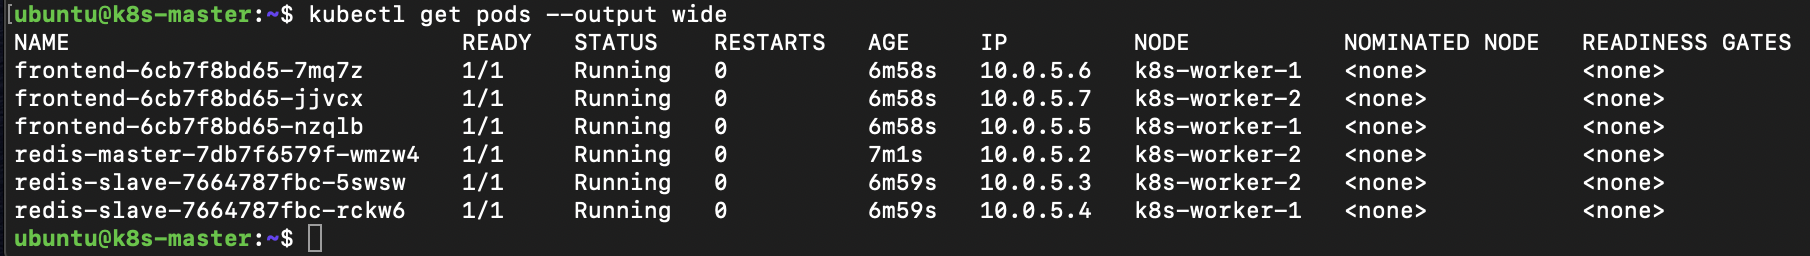 [ubuntu@k8s-master:~$ kubectl get pods --output wide
NAME READY STATUS RESTARTS AGE IP NODE NOMINATED NODE READINESS GATES
frontend-6cb7f8bd65-7mq7z 1/1 Running 0 6m58s 10.0.5.6 k8s-worker-1 <none> <none>
frontend-6cb7f8bd65-jjvcx 1/1 Running 0 6m58s 10.0.5.7 k8s-worker-2 <none> <none>
frontend-6cb7f8bd65-nzqlb 1/1 Running 0 6m58s 10.0.5.5 k8s-worker-1 <none> <none>
redis-master-7db7f6579f-wmzw4 1/1 Running 0 7m1s 10.0.5.2 k8s-worker-2 <none> <none>
redis-slave-7664787fbc-5swsw 1/1 Running 0 6m59s 10.0.5.3 k8s-worker-2 <none> <none>
redis-slave-7664787fbc-rckw6 1/1 Running 0 6m59s 10.0.5.4 k8s-worker-1 <none> <none>
ubuntu@k8s-master:~$